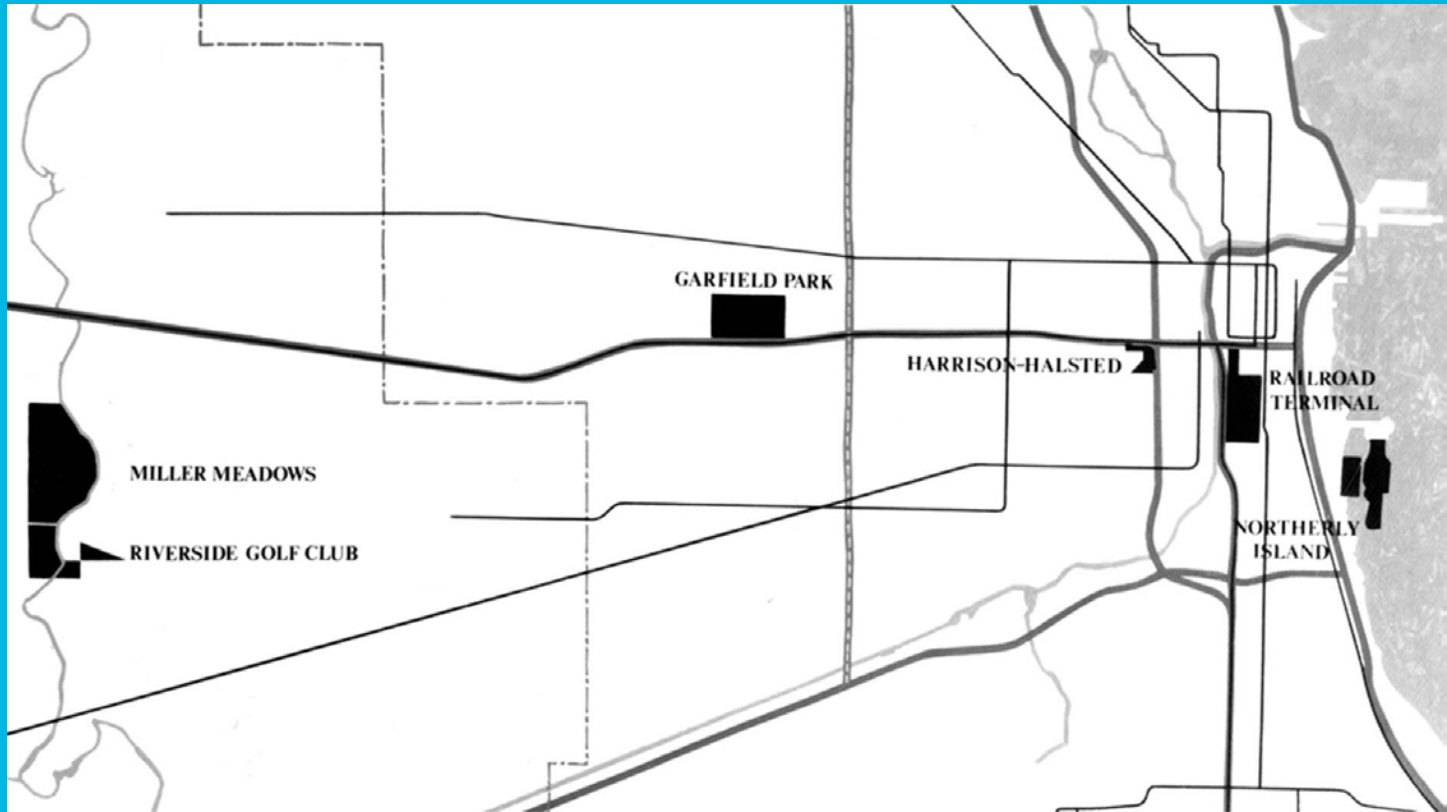 GARFIELD PARK
HARRISON-HALSTED
RAILROAD
TERMINAL
MILLER MEADOWS
NORTHERLY
ISLAND
RIVERSIDE GOLF CLUB